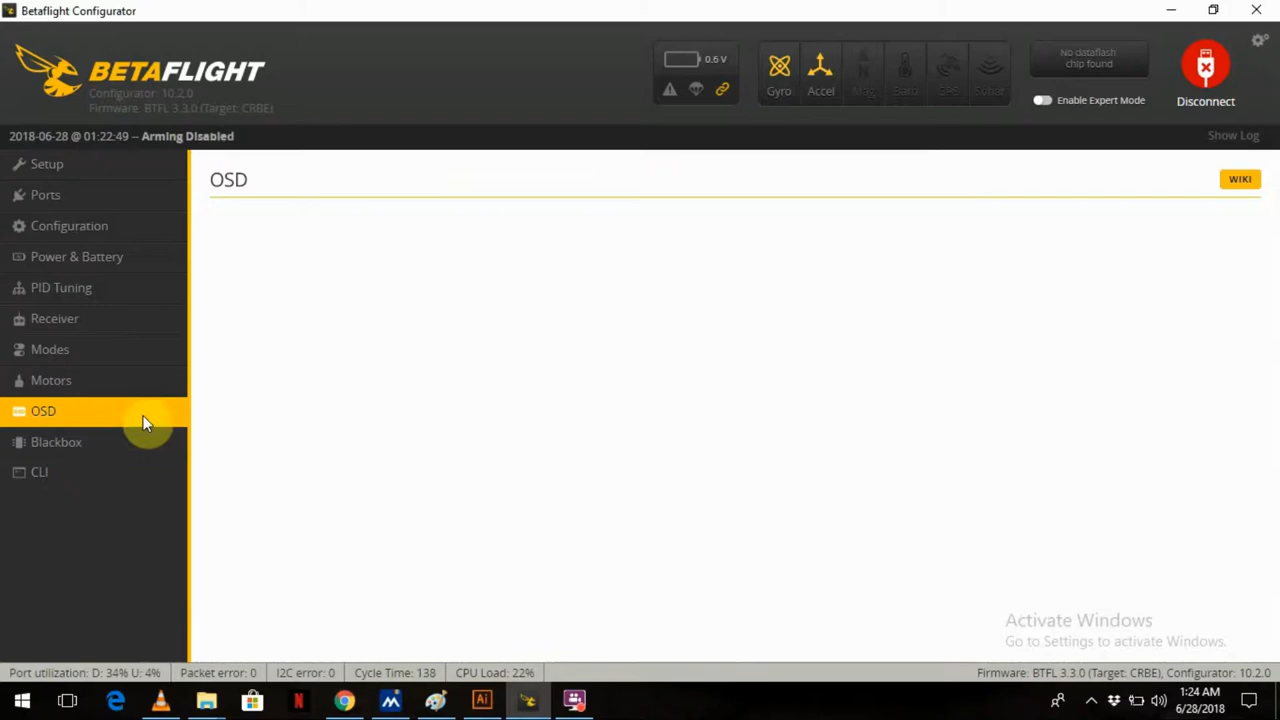 Betaflight Configurator
BETAFLIGHT
Configurator: 10.2.0
Firmware: BTFL 3.3.0 (Target: CRBE)
0.6 V
Gyro
Accel
Mag
Baro
GPS
Sonar
No dataflash
chip found
Enable Expert Mode
Disconnect
2018-06-28 @ 01:22:49 -- Arming Disabled
Show Log
Setup
Ports
Configuration
Power & Battery
PID Tuning
Receiver
Modes
Motors
OSD
Blackbox
CLI
OSD
WIKI
Activate Windows
Go to Settings to activate Windows.
Port utilization: D: 34% U: 4%
Packet error: 0
I2C error: 0
Cycle Time: 138
CPU Load: 22%
Firmware: BTFL 3.3.0 (Target: CRBE), Configurator: 10.2.0
Ai
1:24 AM
6/28/2018